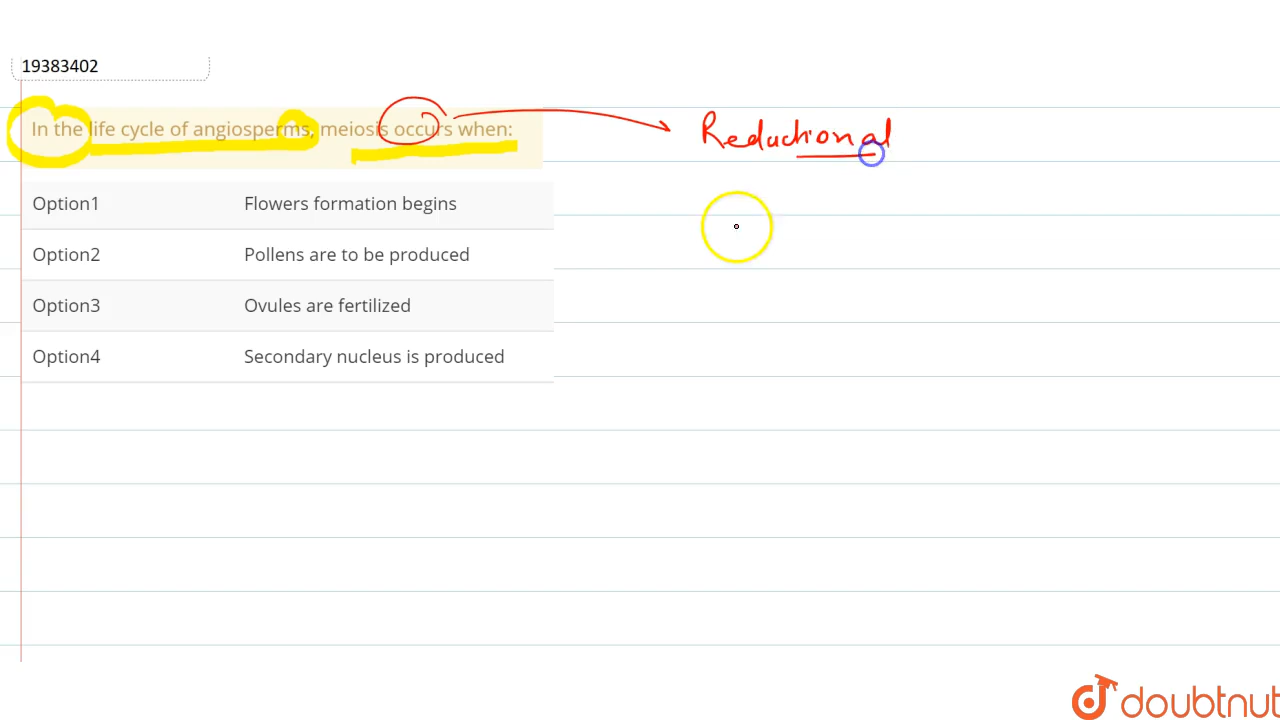 19383402
In the life cycle of angiosperms, meiosis occurs when:
Reductional
Option1 Flowers formation begins
Option2 Pollens are to be produced
Option3 Ovules are fertilized
Option4 Secondary nucleus is produced
doubtnut